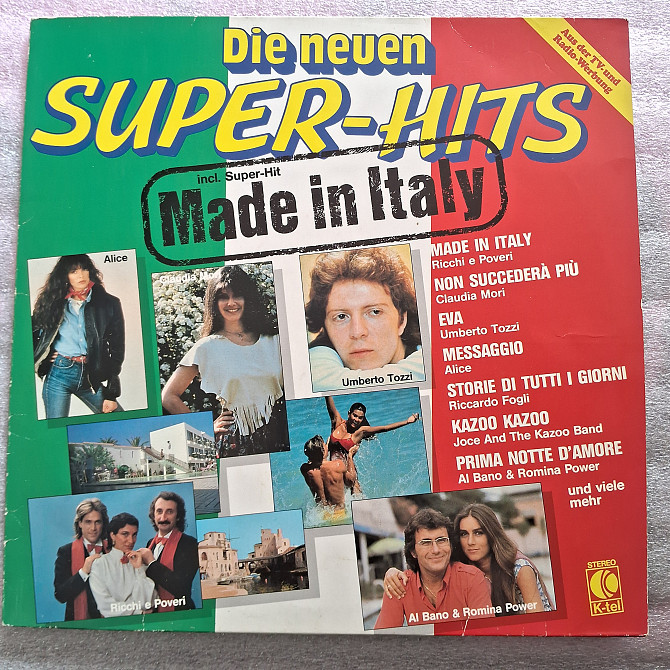 Die neuen
SUPER-HITS
Aus der TV- und
Radio-Werbung
incl. Super-Hit
Made in Italy
Alice
Claudia Mori
Umberto Tozzi
MADE IN ITALY
Ricchi e Poveri
NON SUCCEDERÀ PIÙ
Claudia Mori
EVA
Umberto Tozzi
MESSAGGIO
Alice
STORIE DI TUTTI I GIORNI
Riccardo Fogli
KAZOO KAZOO
Joce And The Kazoo Band
PRIMA NOTTE D'AMORE
Al Bano & Romina Power
und viele
mehr
Ricchi e Poveri
Al Bano & Romina Power
STEREO
K-tel